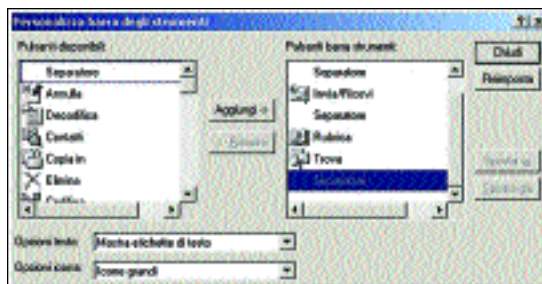 Personalizza barra degli strumenti
Pulsanti disponibili:
Separatore
Annulla
Decodifica
Contatti
Copia in
Elimina
Codifica
Aggiungi ->
<- Rimuovi
Pulsanti barra strumenti:
Separatore
Invia/Ricevi
Separatore
Rubrica
Trova
Separatore
Chiudi
Reimposta
Sposta su
Sposta giù
Opzioni testo:
Mostra etichette di testo
Opzioni icona:
Icone grandi